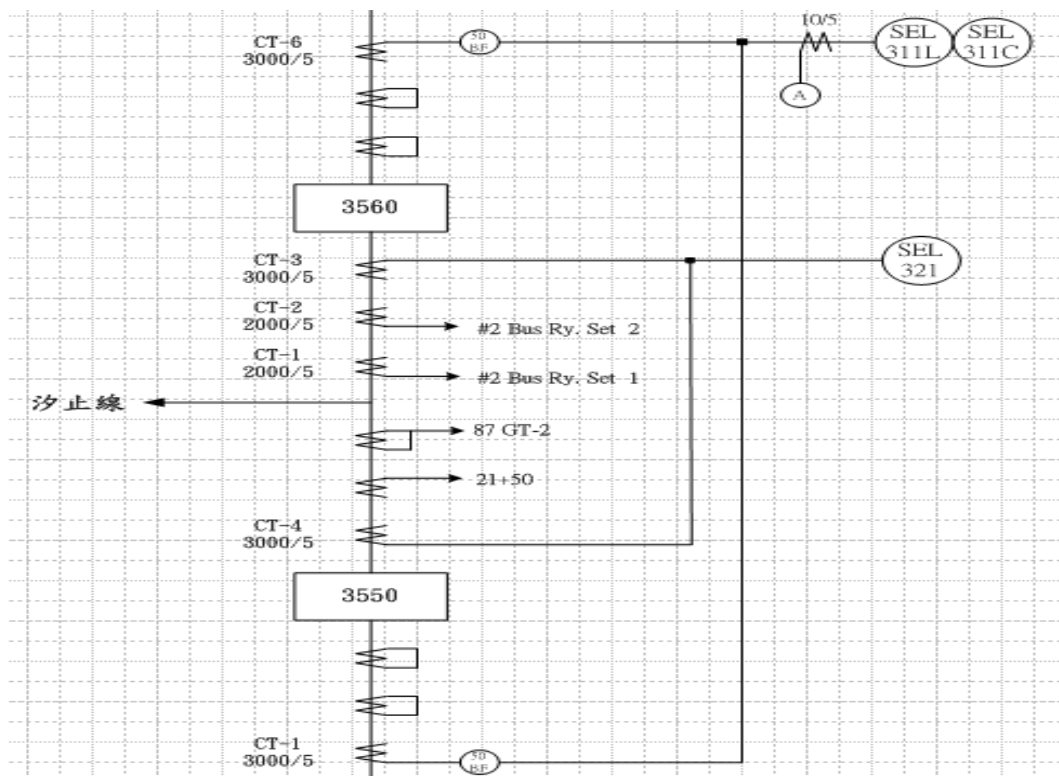 CT-6
3000/5
50
BF
10/5
SEL
311L
SEL
311C
A
3560
CT-3
3000/5
SEL
321
CT-2
2000/5
#2 Bus Ry. Set 2
CT-1
2000/5
#2 Bus Ry. Set 1
汐止線
87 GT-2
21+50
CT-4
3000/5
3550
CT-1
3000/5
50
BF